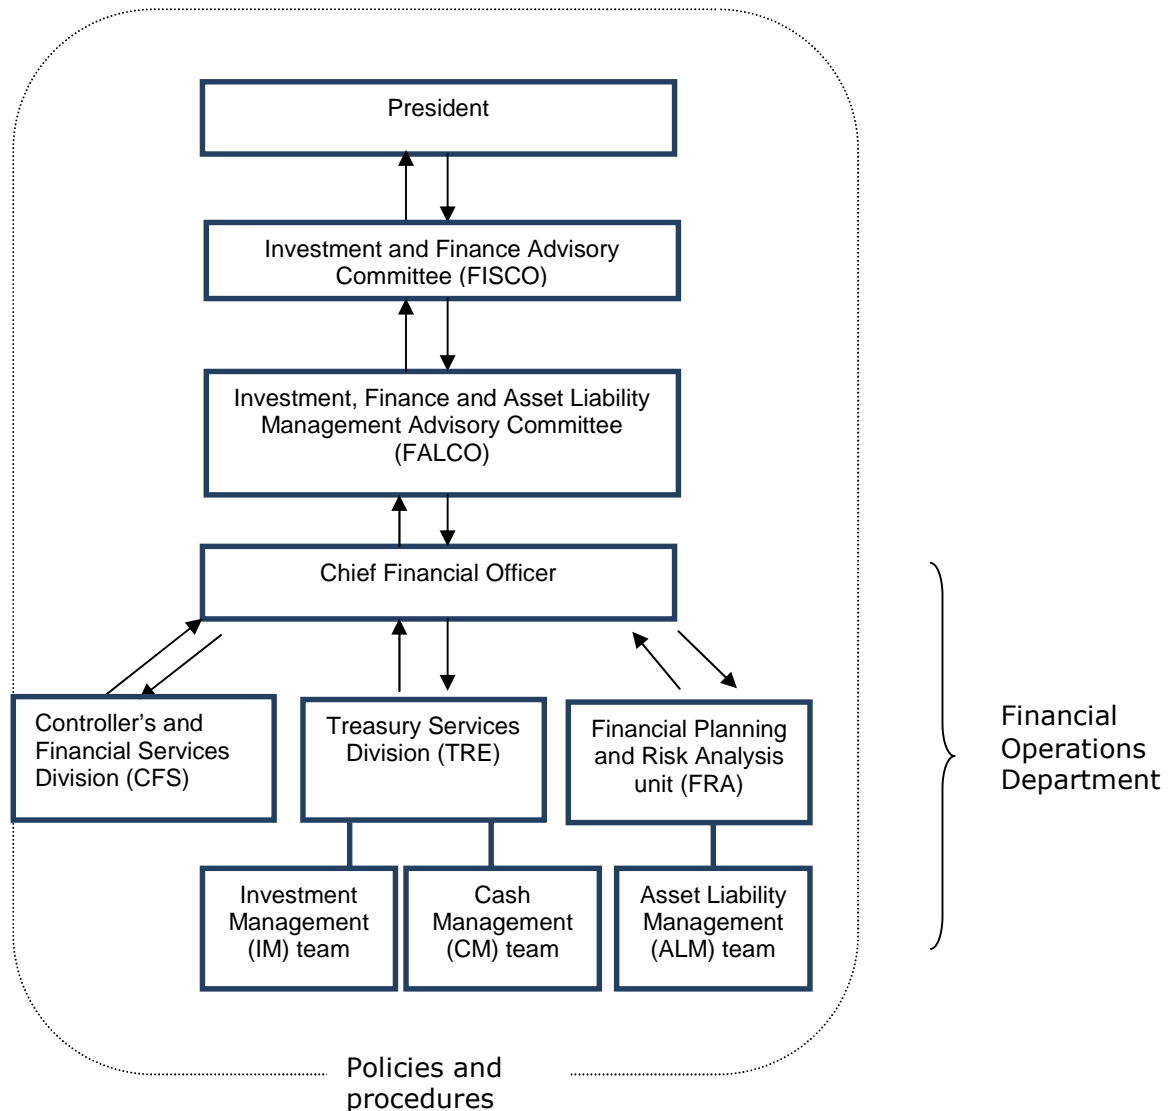 President
Investment and Finance Advisory
Committee (FISCO)
Investment, Finance and Asset Liability
Management Advisory Committee
(FALCO)
Chief Financial Officer
Controller’s and
Financial Services
Division (CFS)
Treasury Services
Division (TRE)
Financial Planning
and Risk Analysis
unit (FRA)
Financial
Operations
Department
Investment
Management
(IM) team
Cash
Management
(CM) team
Asset Liability
Management
(ALM) team
Policies and
procedures